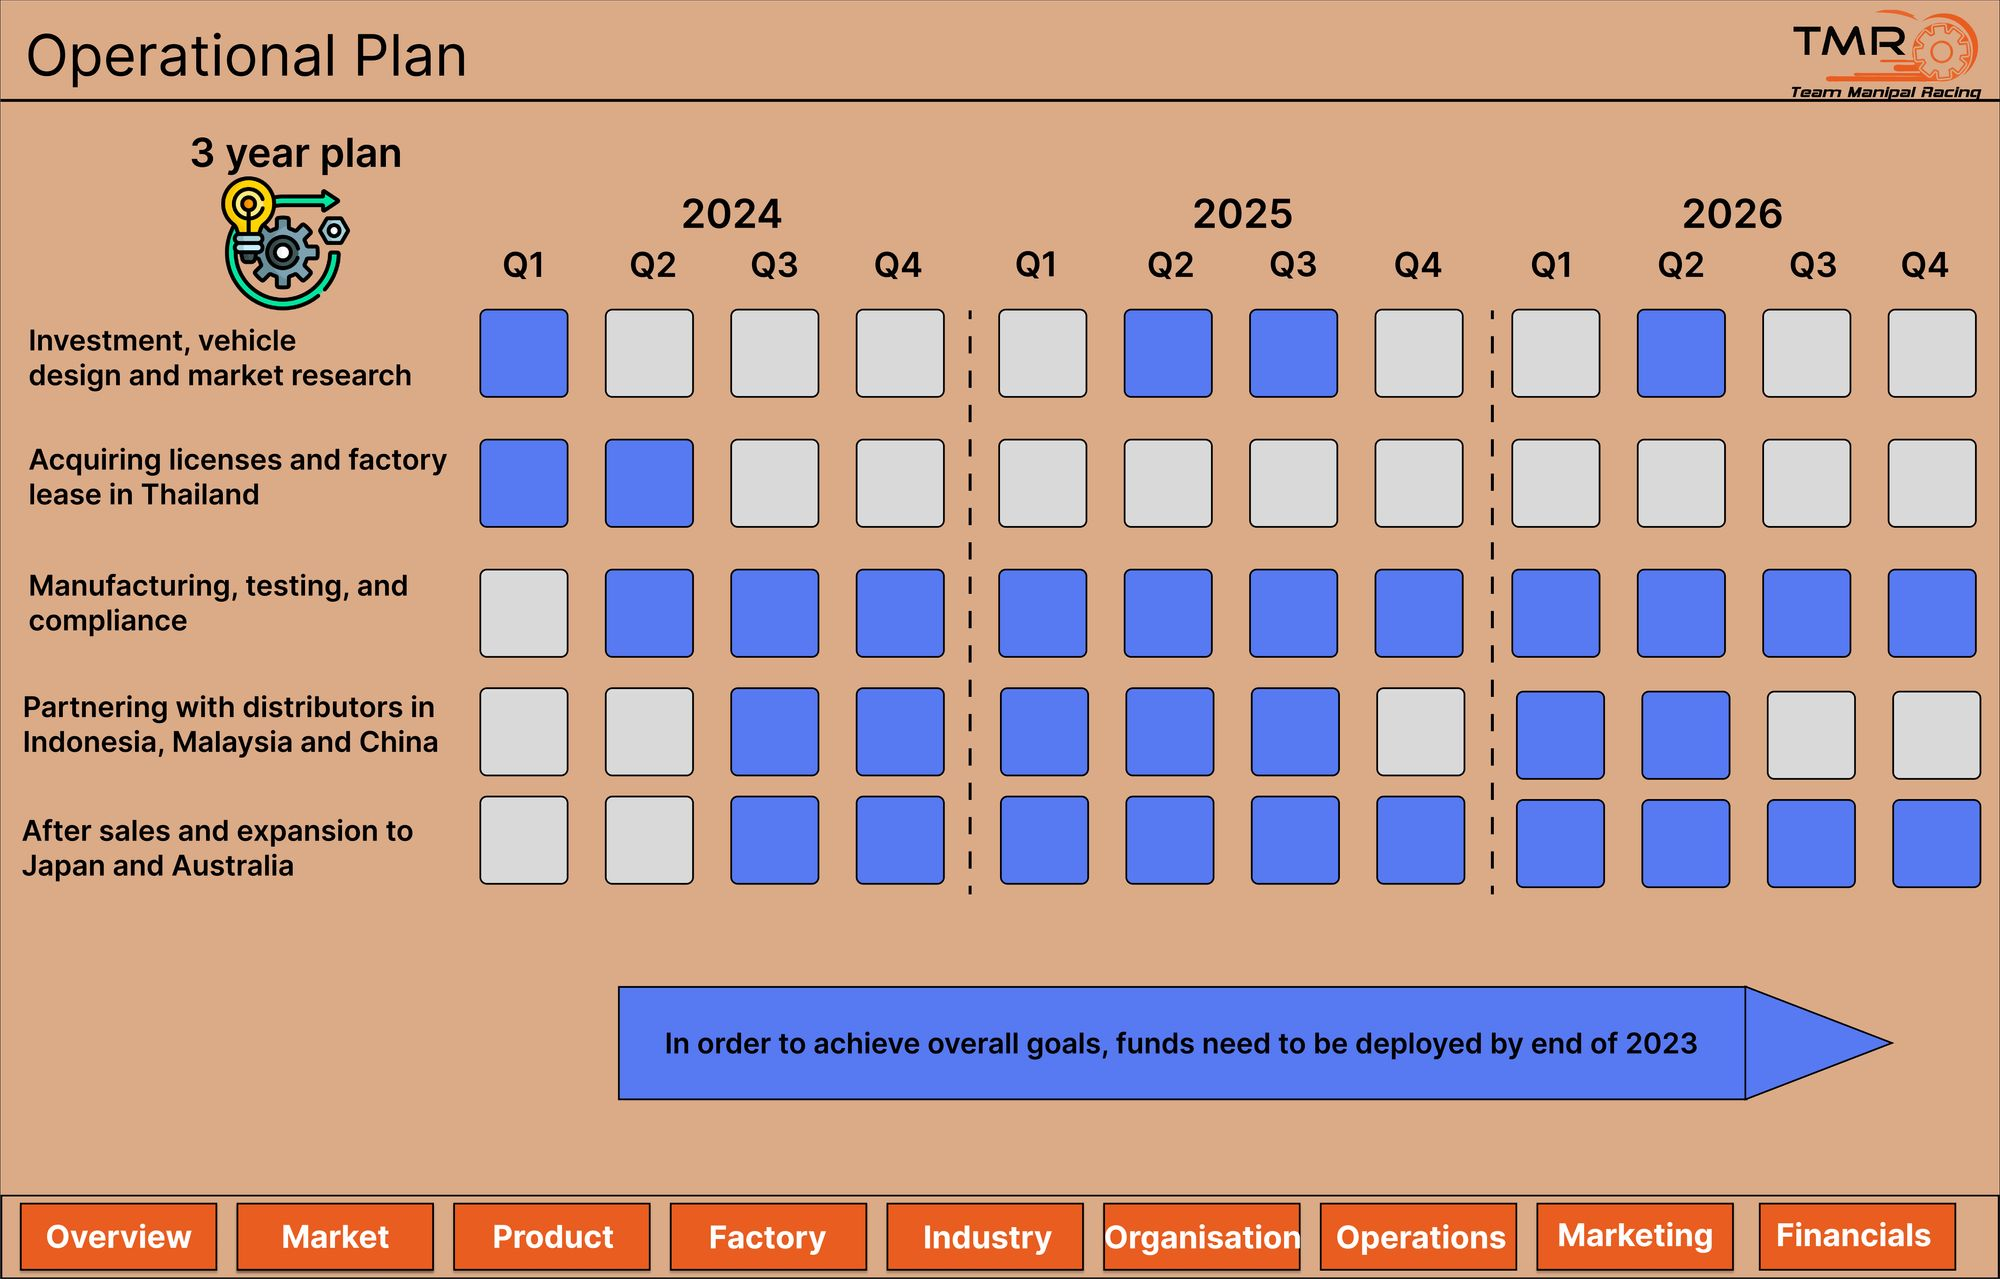 Operational Plan
TMR
Team Manipal Racing
3 year plan
2024
2025
2026
Q1 Q2 Q3 Q4 Q1 Q2 Q3 Q4 Q1 Q2 Q3 Q4
Investment, vehicle
design and market research
Acquiring licenses and factory
lease in Thailand
Manufacturing, testing, and
compliance
Partnering with distributors in
Indonesia, Malaysia and China
After sales and expansion to
Japan and Australia
In order to achieve overall goals, funds need to be deployed by end of 2023
Overview Market Product Factory Industry Organisation Operations Marketing Financials